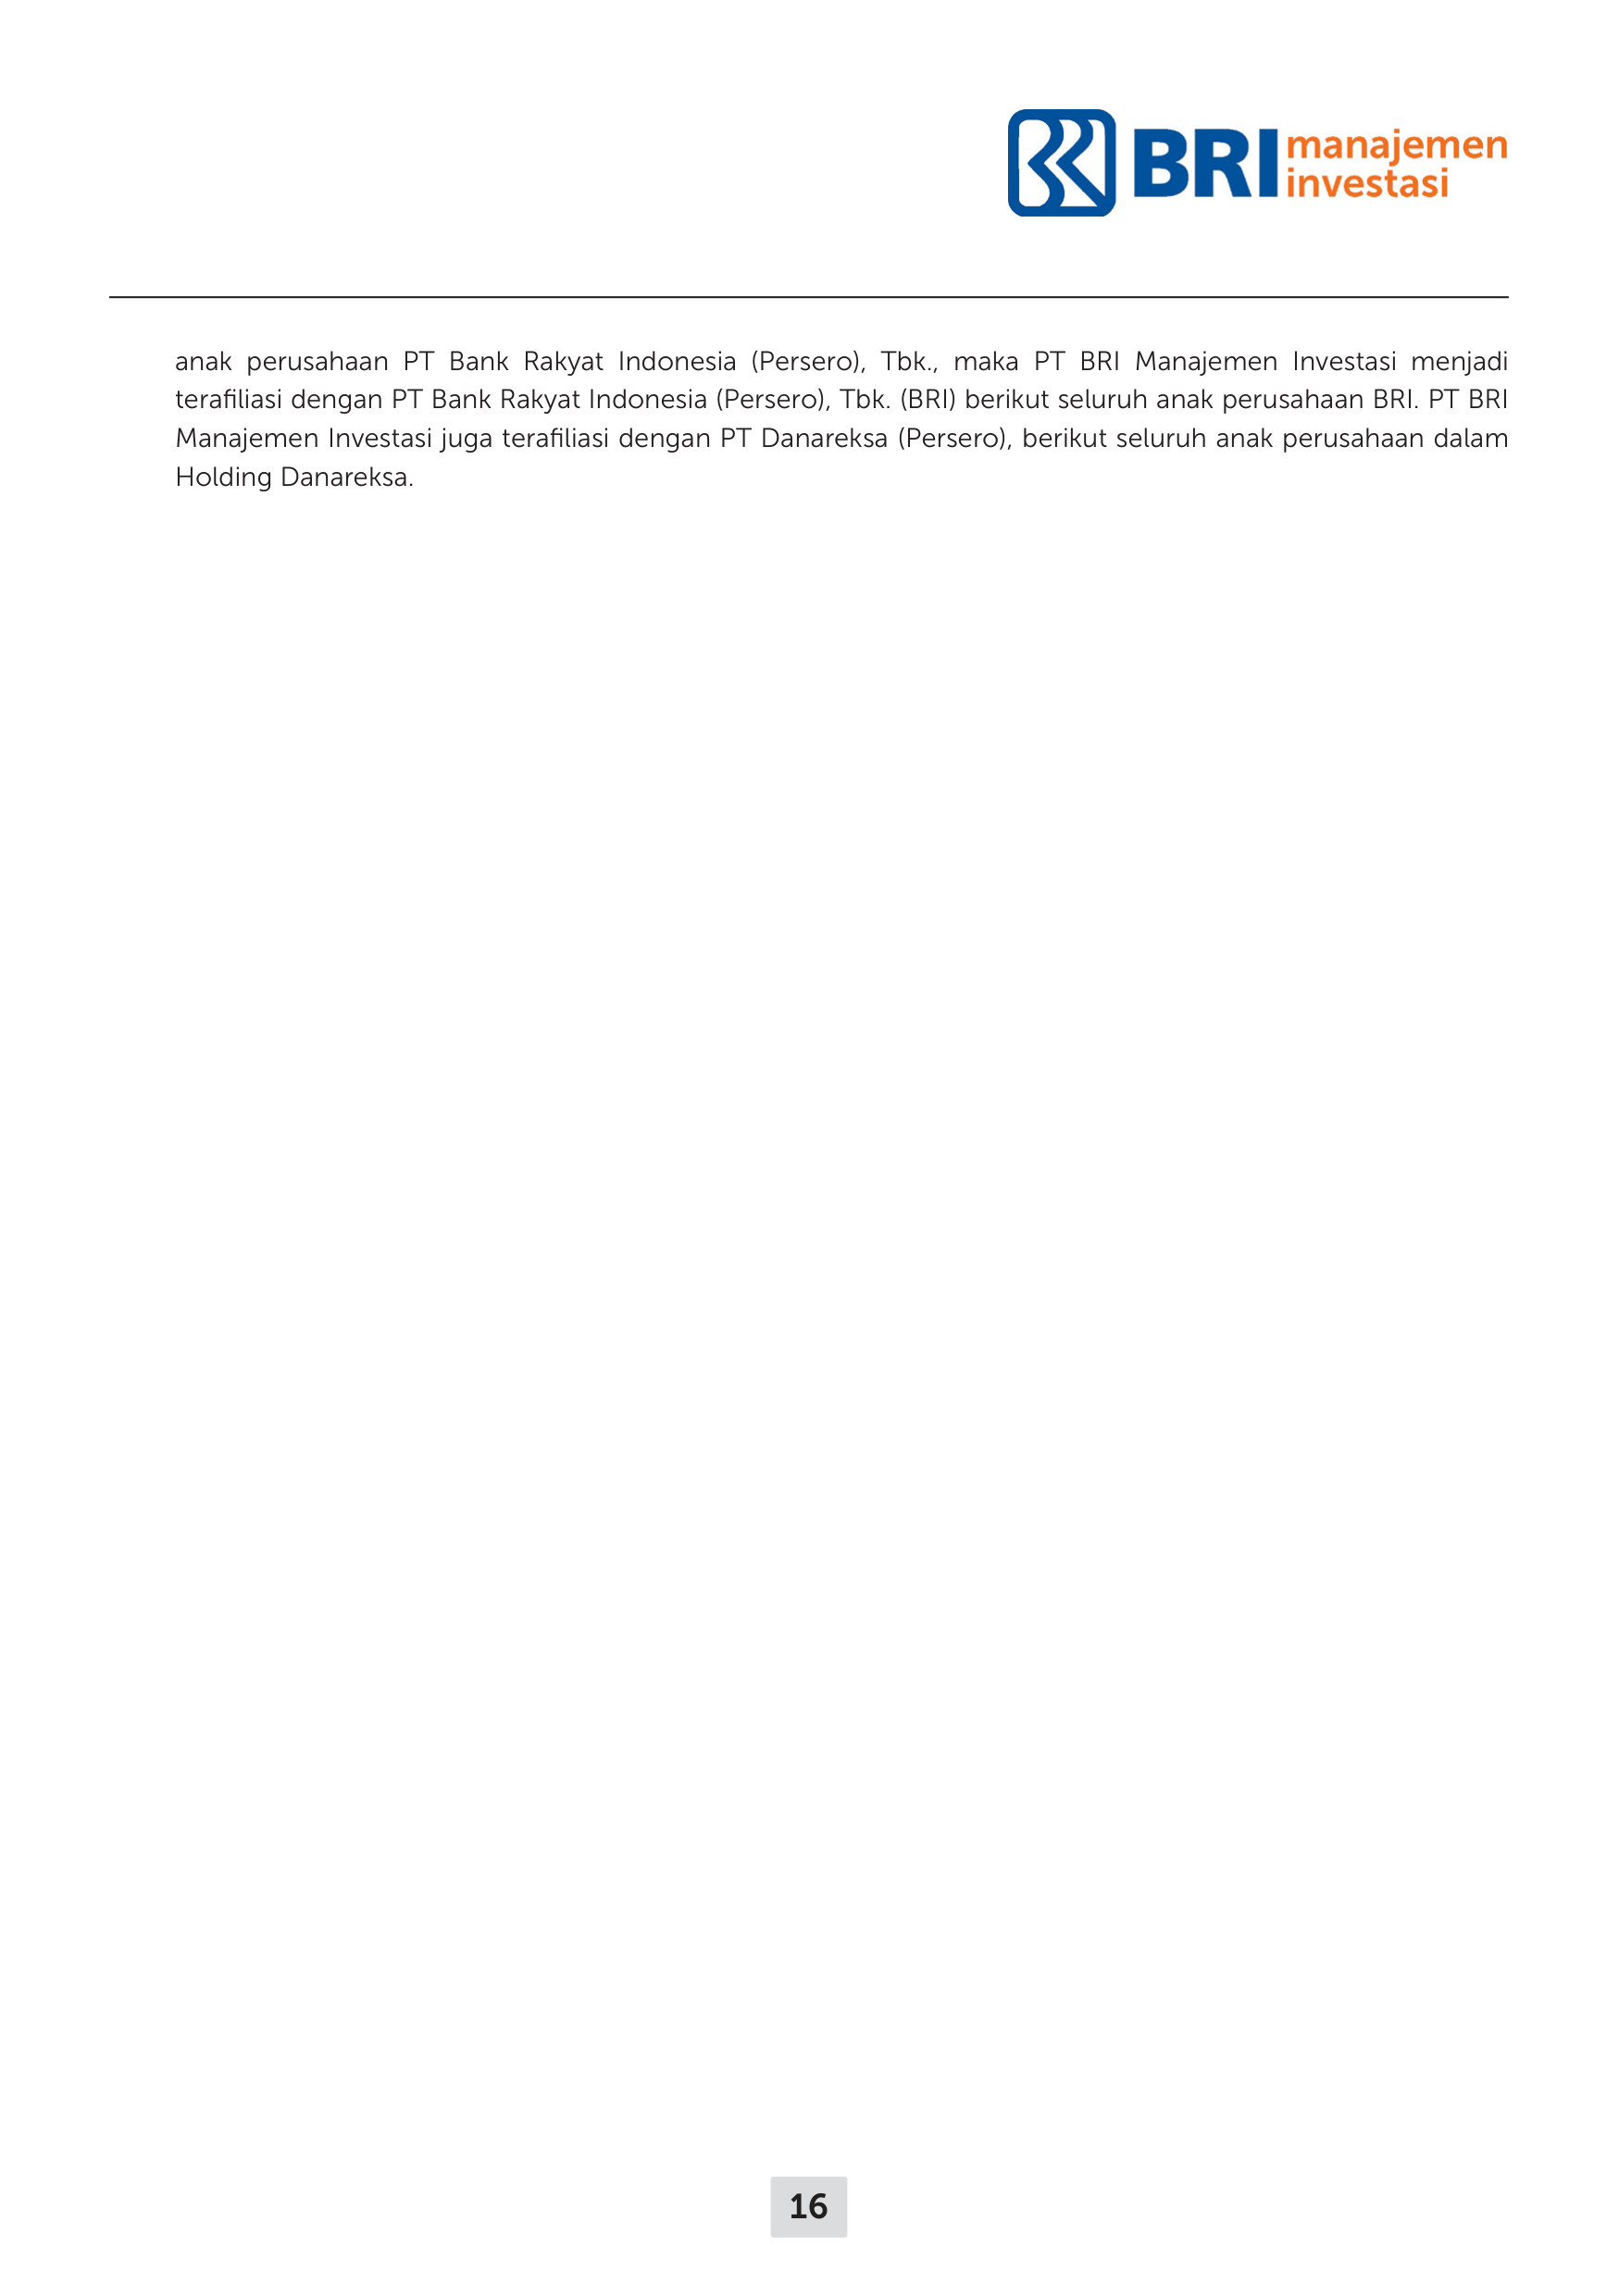 BRI manajemen
investasi
anak perusahaan PT Bank Rakyat Indonesia (Persero), Tbk., maka PT BRI Manajemen Investasi menjadi
terafiliasi dengan PT Bank Rakyat Indonesia (Persero), Tbk. (BRI) berikut seluruh anak perusahaan BRI. PT BRI
Manajemen Investasi juga terafiliasi dengan PT Danareksa (Persero), berikut seluruh anak perusahaan dalam
Holding Danareksa.
16